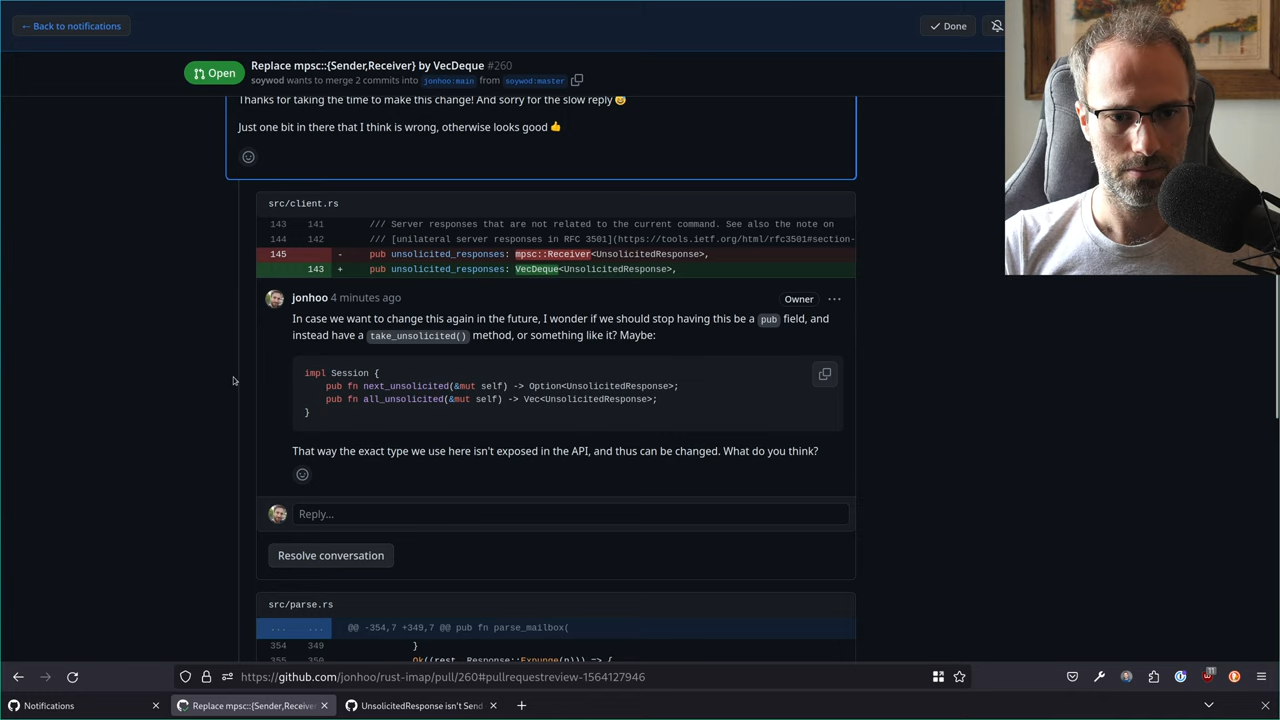 ← Back to notifications
Done
Open
Replace mpsc::{Sender,Receiver} by VecDeque #260
soywod wants to merge 2 commits into jonhoo:main from soywod:master
Thanks for taking the time to make this change! And sorry for the slow reply 😅
Just one bit in there that I think is wrong, otherwise looks good 👍
src/client.rs
143 141 /// Server responses that are not related to the current command. See also the note on
144 142 /// [unilateral server responses in RFC 3501](https://tools.ietf.org/html/rfc3501#section-
145 - pub unsolicited_responses: mpsc::Receiver<UnsolicitedResponse>,
143 + pub unsolicited_responses: VecDeque<UnsolicitedResponse>,
jonhoo 4 minutes ago
Owner ···
In case we want to change this again in the future, I wonder if we should stop having this be a pub field, and
instead have a take_unsolicited() method, or something like it? Maybe:
impl Session {
pub fn next_unsolicited(&mut self) -> Option<UnsolicitedResponse>;
pub fn all_unsolicited(&mut self) -> Vec<UnsolicitedResponse>;
}
That way the exact type we use here isn't exposed in the API, and thus can be changed. What do you think?
Reply...
Resolve conversation
src/parse.rs
... ... @@ -354,7 +349,7 @@ pub fn parse_mailbox(
354 349 }
355 350 Ok((rest, Response::Expunge(n))) => {
https://github.com/jonhoo/rust-imap/pull/260#pullrequestreview-1564127946
11
Notifications
Replace mpsc::{Sender,Receiver
UnsolicitedResponse isn't Send